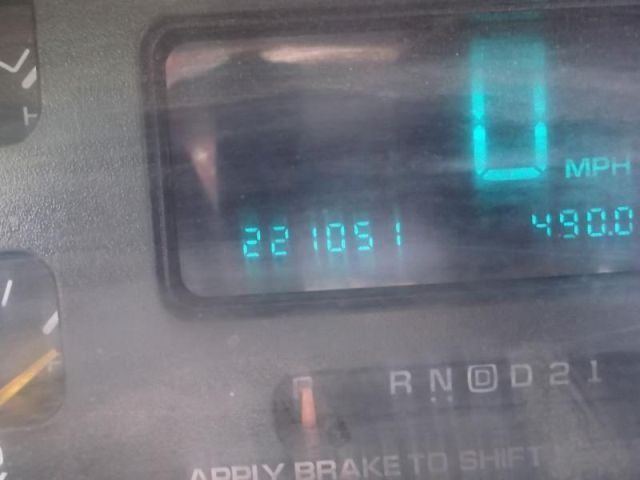 H
0
MPH
221051
490.0
F
P R N D D 2 1
APPLY BRAKE TO SHIFT